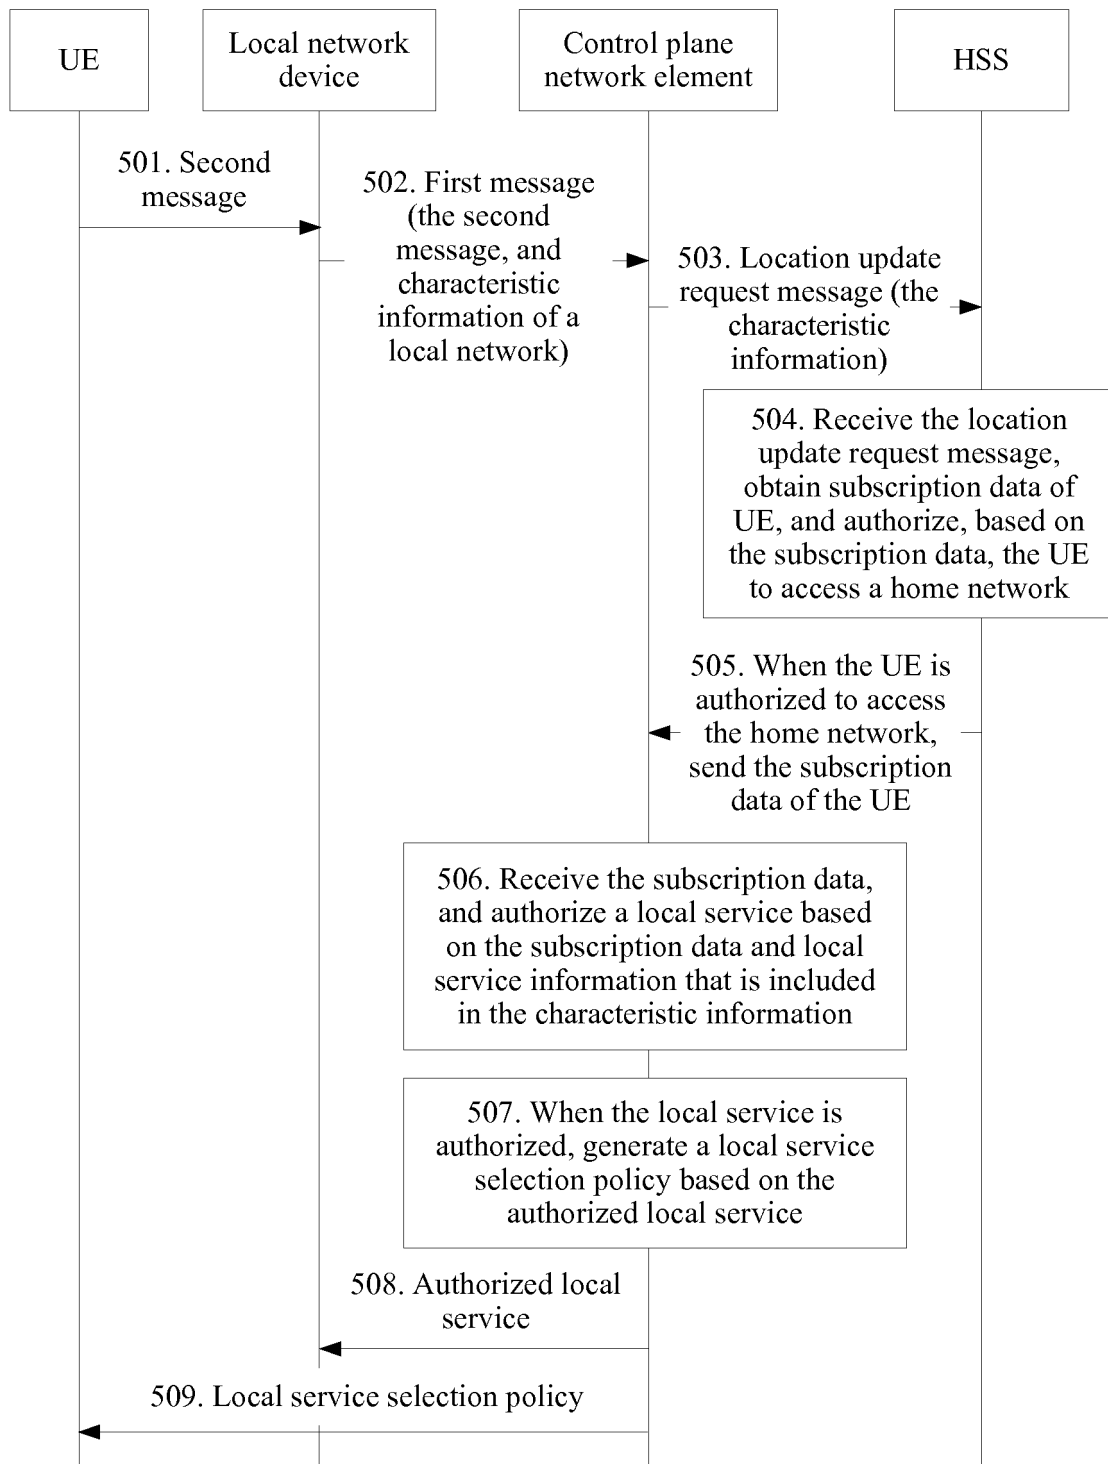 UE
Local network
device
Control plane
network element
HSS
501. Second
message
502. First message
(the second
message, and
characteristic
information of a
local network)
503. Location update
request message (the
characteristic
information)
504. Receive the location
update request message,
obtain subscription data of
UE, and authorize, based on
the subscription data, the UE
to access a home network
505. When the UE is
authorized to access
the home network,
send the subscription
data of the UE
506. Receive the subscription data,
and authorize a local service based
on the subscription data and local
service information that is included
in the characteristic information
507. When the local service is
authorized, generate a local service
selection policy based on the
authorized local service
508. Authorized local
service
509. Local service selection policy